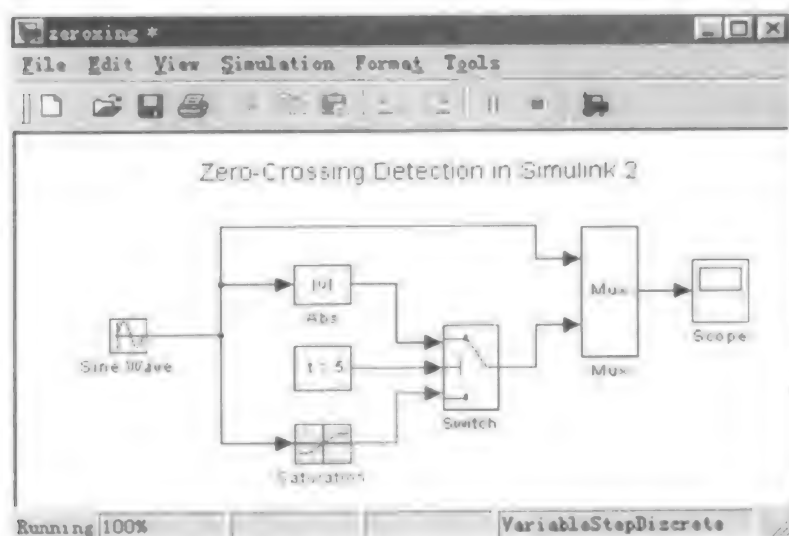 zeroxing *
File Edit View Simulation Format Tools
Zero-Crossing Detection in Simulink 2
|u|
Abs
Mux
Scope
Sine Wave
t > 5
Mux
Switch
Saturation
Running 100% VariableStepDiscrete